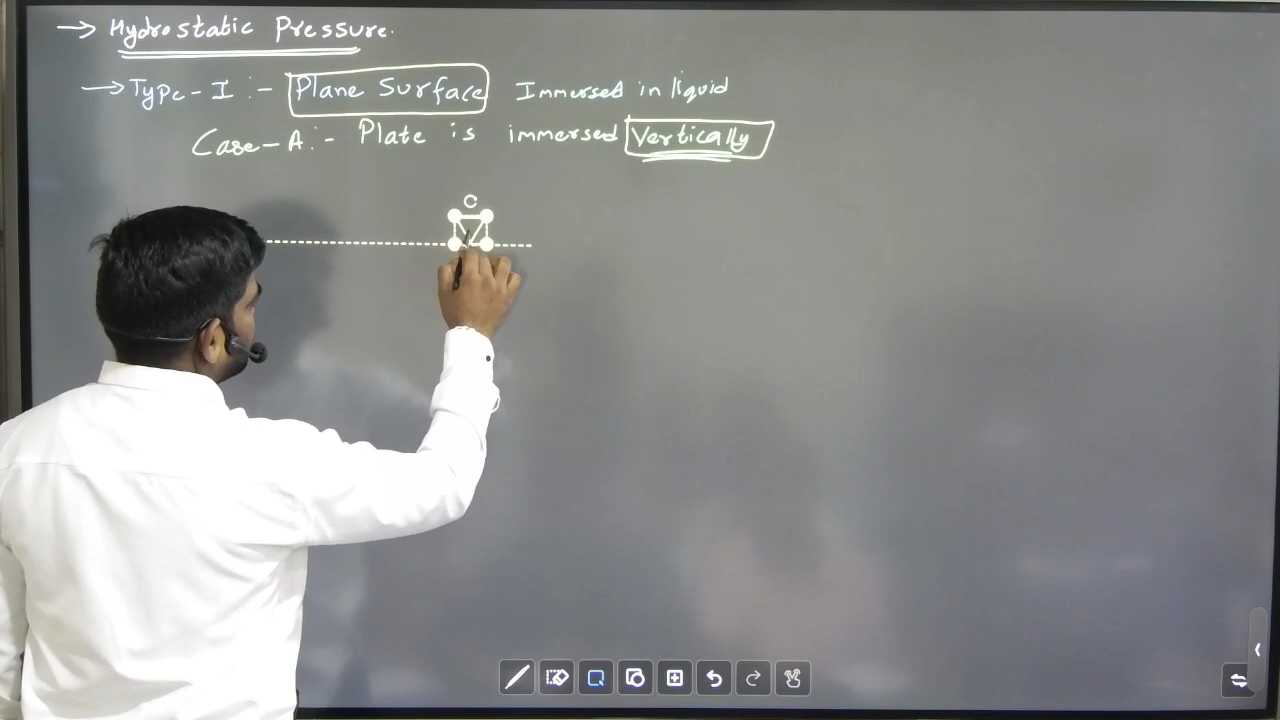 → Hydrostatic Pressure.
→ Type - I :- Plane Surface Immersed in liquid
Case - A :- Plate is immersed Vertically